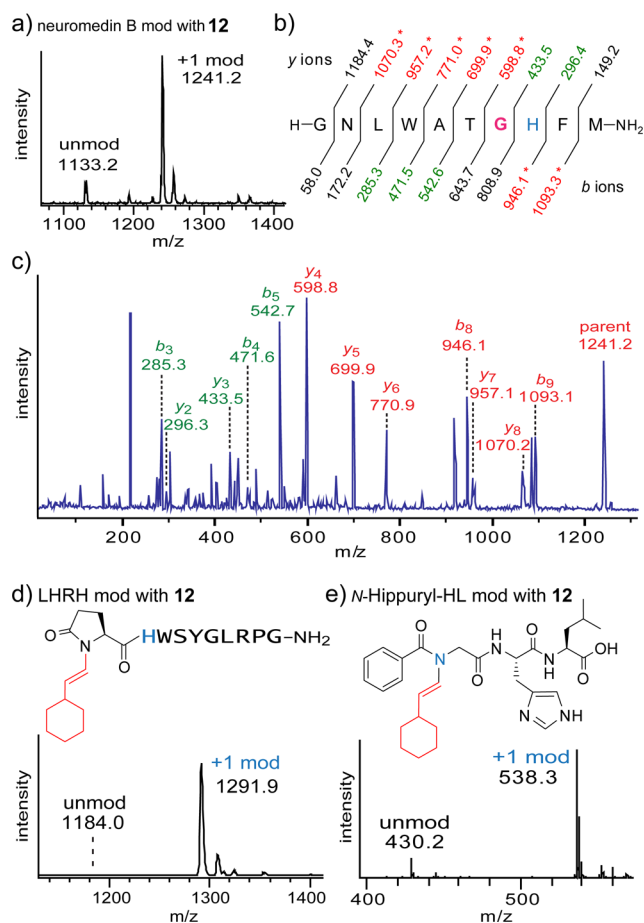 a) neuromedin B mod with 12
+1 mod
1241.2
unmod
1133.2
intensity
1100 1200 1300 1400
m/z
b)
y ions
1184.4 1070.3* 957.2* 771.0* 699.9* 598.8* 433.5 296.4 149.2
H–G N L W A T G H F M–NH2
58.0 172.2 285.3 471.5 542.6 643.7 808.9 946.1* 1093.3*
b ions
c)
intensity
b3
285.3
y2
296.3
y3
433.5
b4
471.6
b5
542.7
y4
598.8
y5
699.9
y6
770.9
b8
946.1
y7
957.1
y8
1070.2
b9
1093.1
parent
1241.2
200 400 600 800 1000 1200
m/z
d) LHRH mod with 12
O N O HWSYGLRPG–NH2
+1 mod
1291.9
unmod
1184.0
intensity
1200 1300 1400
m/z
e) N-Hippuryl-HL mod with 12
O N O H N O N H O OH N NH
+1 mod
538.3
unmod
430.2
intensity
400 500
m/z